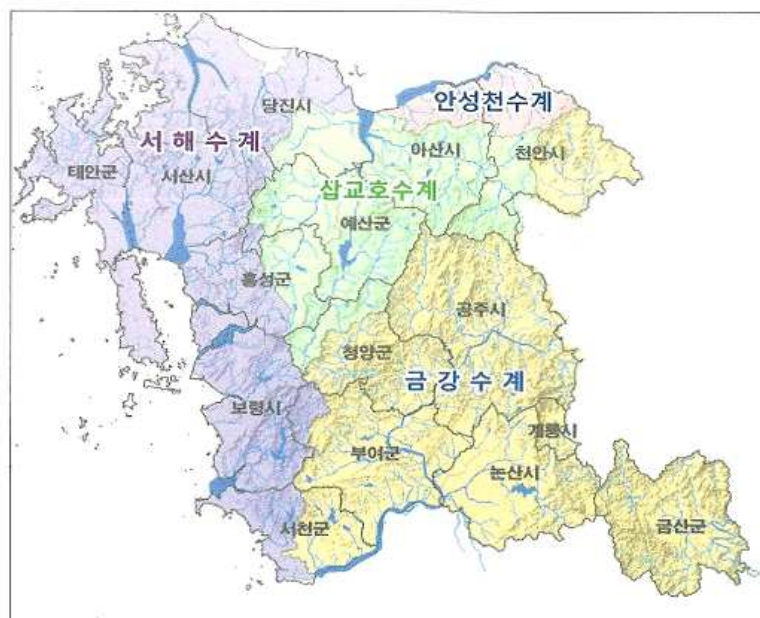 안성천수계
당진시
서해수계
아산시
천안시
태안군
서산시
삽교호수계
예산군
홍성군
공주시
청양군
금강수계
보령시
계룡시
부여군
논산시
서천군
금산군